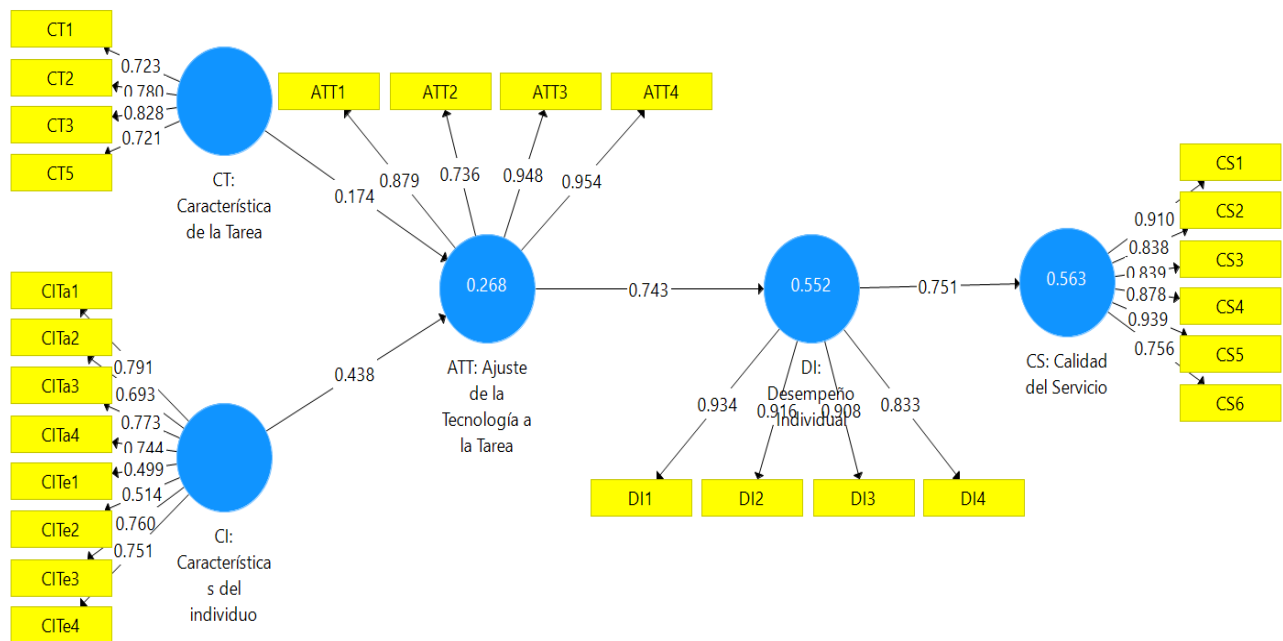 CT1
CT2
CT3
CT5
0.723
0.780
0.828
0.721
CT:
Característica
de la Tarea
ATT1
ATT2
ATT3
ATT4
0.879
0.736
0.948
0.954
0.174
0.268
ATT: Ajuste
de la
Tecnología a
la Tarea
0.438
CITa1
CITa2
CITa3
CITa4
CITe1
CITe2
CITe3
CITe4
0.791
0.693
0.773
0.744
0.499
0.514
0.760
0.751
CI:
Característica
s del
individuo
0.743
0.552
DI:
Desempeño
Individual
0.934
0.916
0.908
0.833
DI1
DI2
DI3
DI4
0.751
0.563
CS: Calidad
del Servicio
0.910
0.838
0.839
0.878
0.939
0.756
CS1
CS2
CS3
CS4
CS5
CS6